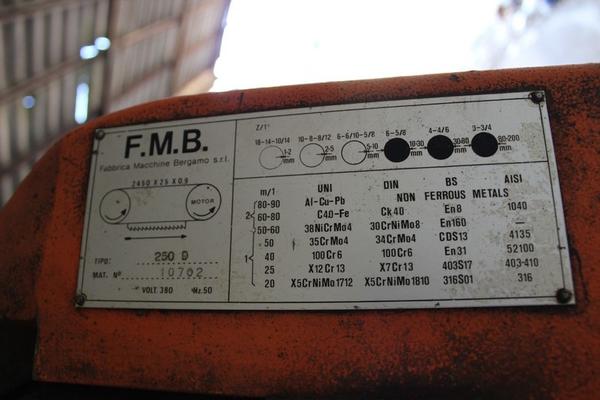 F.M.B.
Fabbrica Macchine Bergamo s.r.l.
2450 X 25 X 0,9
MOTOR
TIPO: 250 D
MAT. Nº 10702
VOLT. 380 Hz. 50
Z/1"
18-14-10/14 10-8-8/12 6-6/10-5/8 6-5/8 4-4/6 3-3/4
1-2 mm 2-5 mm 5-10 mm 10-30 mm 30-80 mm 80-200 mm
m/1 UNI DIN BS AISI
80-90 Al-Cu-Pb NON FERROUS METALS
2 60-80 C40-Fe Ck40 En8 1040
50-60 38NiCrMo4 30CrNiMo8 En160 —
50 35CrMo4 34CrMo4 CDS13 4135
1 40 100Cr6 100Cr6 En31 52100
25 X12Cr13 X7Cr13 403S17 403-410
20 X5CrNiMo1712 X5CrNiMo1810 316S01 316